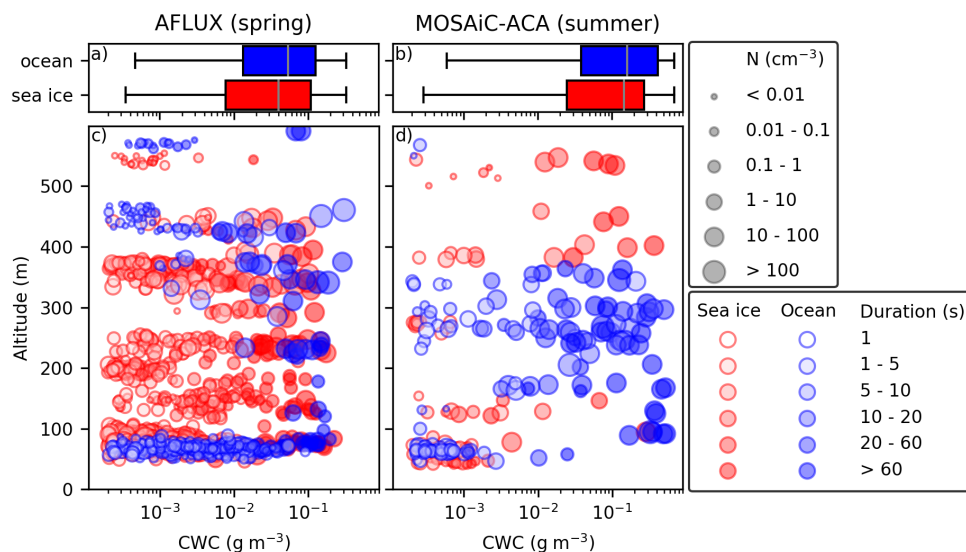 AFLUX (spring)
MOSAiC-ACA (summer)
a)
b)
ocean
sea ice
c)
d)
500
400
300
200
100
0
Altitude (m)
10⁻³
10⁻²
10⁻¹
10⁻³
10⁻²
10⁻¹
CWC (g m⁻³)
CWC (g m⁻³)
N (cm⁻³)
< 0.01
0.01 - 0.1
0.1 - 1
1 - 10
10 - 100
> 100
Sea ice Ocean Duration (s)
1
1 - 5
5 - 10
10 - 20
20 - 60
> 60